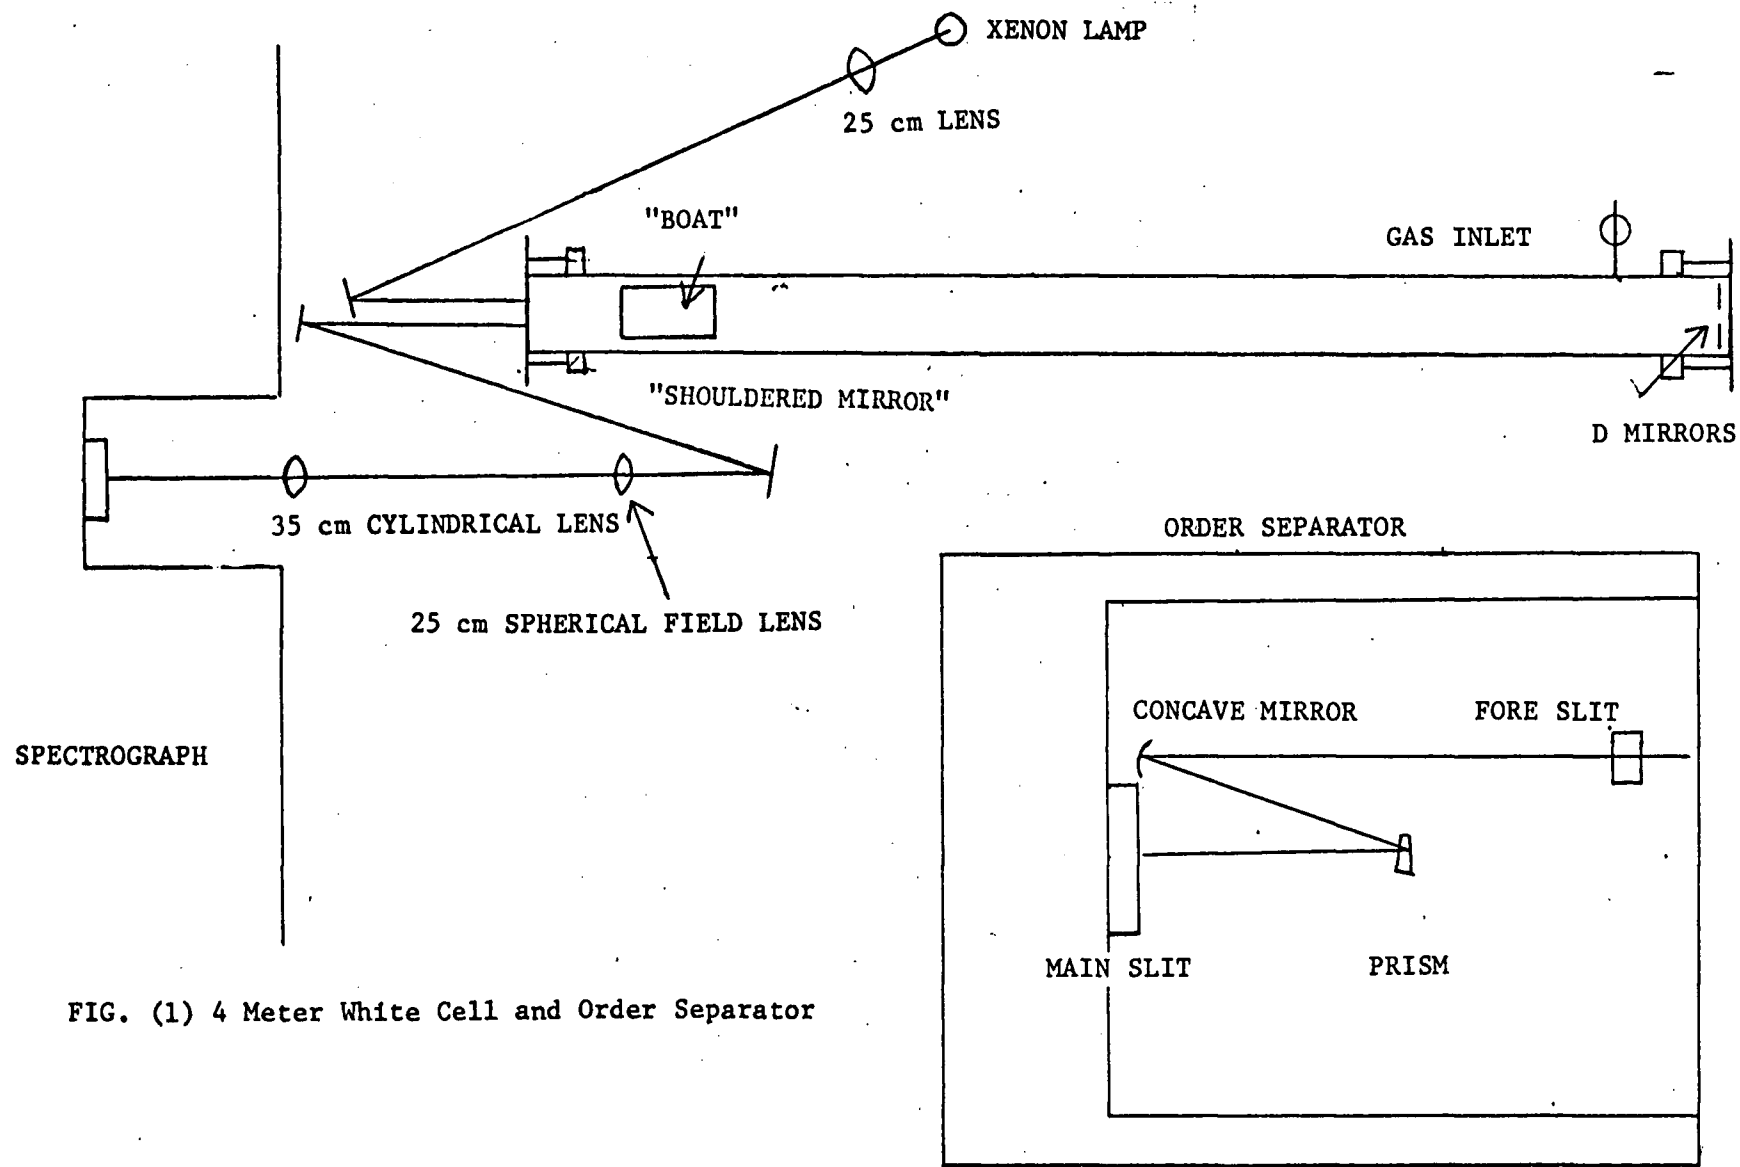 XENON LAMP
25 cm LENS
"BOAT"
GAS INLET
"SHOULDERED MIRROR"
D MIRRORS
35 cm CYLINDRICAL LENS
25 cm SPHERICAL FIELD LENS
ORDER SEPARATOR
CONCAVE MIRROR
FORE SLIT
SPECTROGRAPH
MAIN SLIT
PRISM
FIG. (1) 4 Meter White Cell and Order Separator